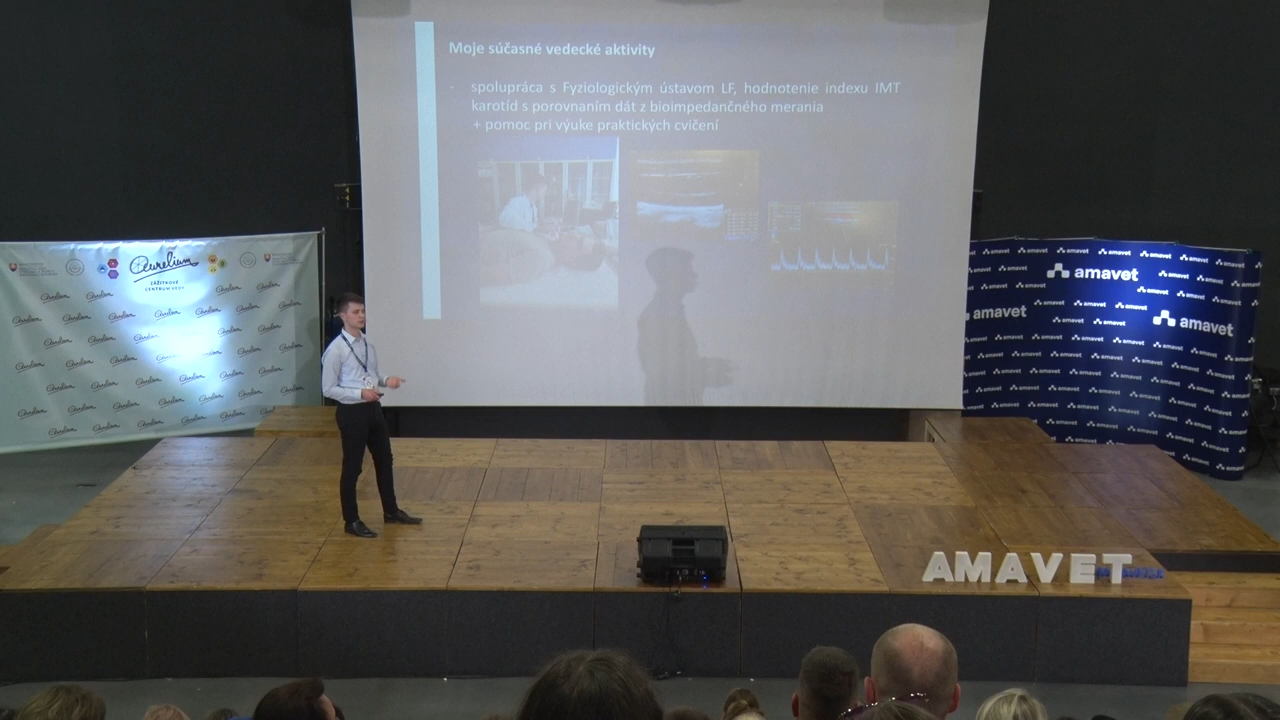 Moje súčasné vedecké aktivity
- spolupráca s Fyziologickým ústavom LF, hodnotenie indexu IMT
karotíd s porovnaním dát z bioimpedančného merania
+ pomoc pri výuke praktických cvičení
Aurelium
ZÁŽITKOVÉ
CENTRUM VEDY
amavet
amavet
amavet
AMAVET